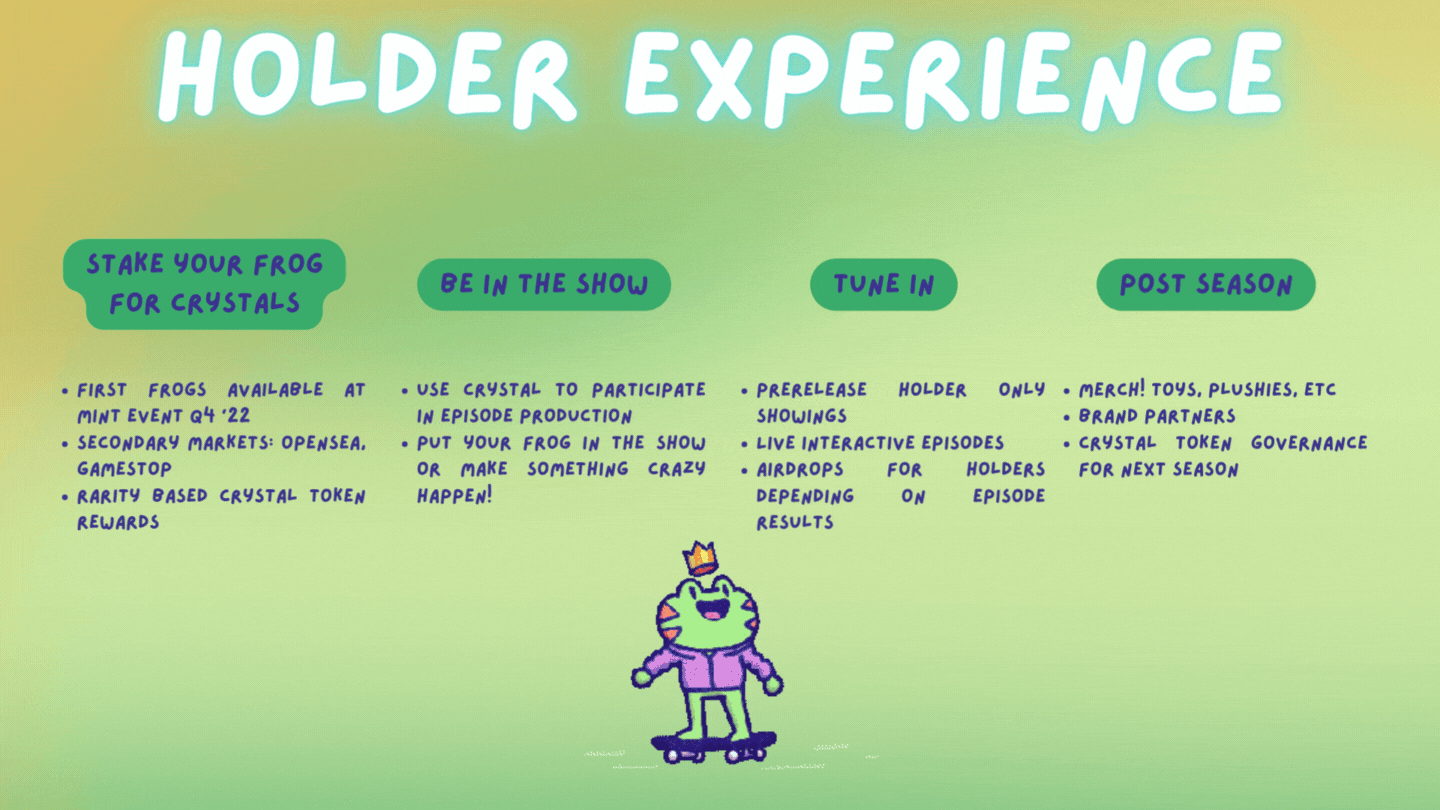 HOLDER EXPERIENCE
STAKE YOUR FROG
FOR CRYSTALS
• FIRST FROGS AVAILABLE AT
MINT EVENT Q4 '22
• SECONDARY MARKETS: OPENSEA,
GAMESTOP
• RARITY BASED CRYSTAL TOKEN
REWARDS
BE IN THE SHOW
• USE CRYSTAL TO PARTICIPATE
IN EPISODE PRODUCTION
• PUT YOUR FROG IN THE SHOW
OR MAKE SOMETHING CRAZY
HAPPEN!
TUNE IN
• PRERELEASE HOLDER ONLY
SHOWINGS
• LIVE INTERACTIVE EPISODES
• AIRDROPS FOR HOLDERS
DEPENDING ON EPISODE
RESULTS
POST SEASON
• MERCH! TOYS, PLUSHIES, ETC
• BRAND PARTNERS
• CRYSTAL TOKEN GOVERNANCE
FOR NEXT SEASON